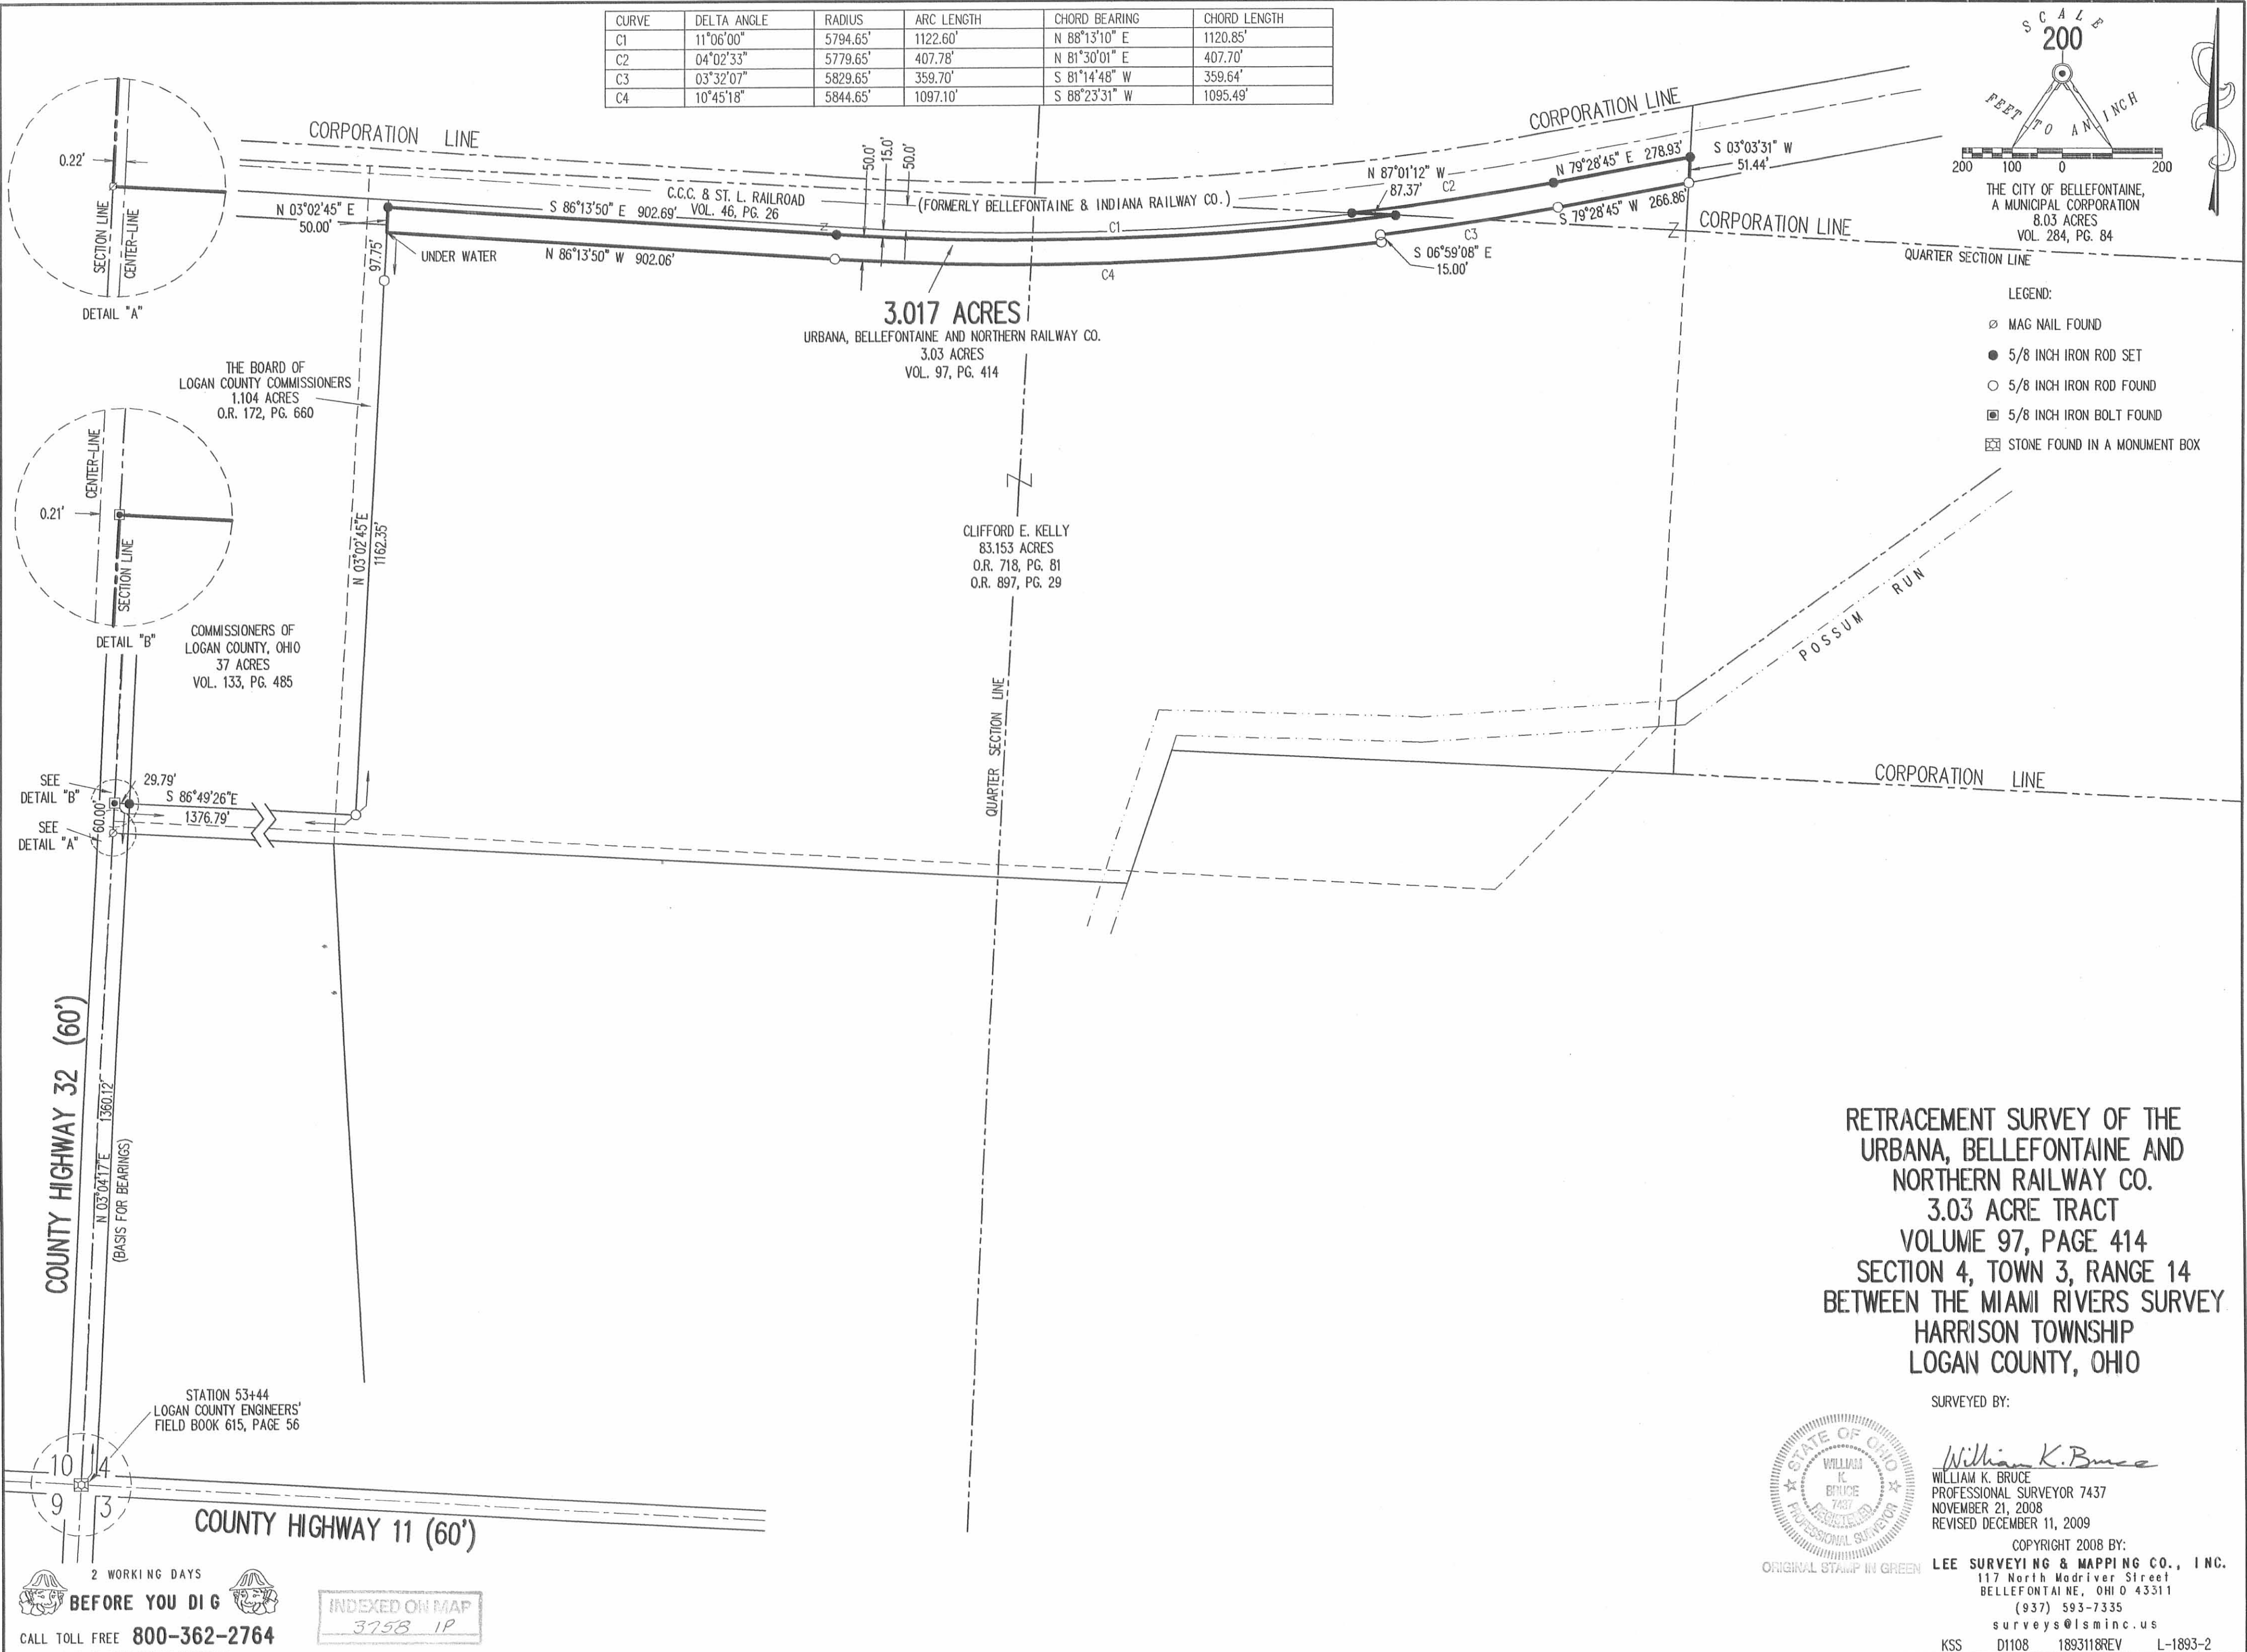 CURVE DELTA ANGLE RADIUS ARC LENGTH CHORD BEARING CHORD LENGTH
C1 11°06'00" 5794.65' 1122.60' N 88°13'10" E 1120.85'
C2 04°02'33" 5779.65' 407.78' N 81°30'01" E 407.70'
C3 03°32'07" 5829.65' 359.70' S 81°14'48" W 359.64'
C4 10°45'18" 5844.65' 1097.10' S 88°23'31" W 1095.49'
SCALE
200
FEET TO AN INCH
200 100 0 200
THE CITY OF BELLEFONTAINE,
A MUNICIPAL CORPORATION
8.03 ACRES
VOL. 284, PG. 84
CORPORATION LINE
CORPORATION LINE
0.22'
SECTION LINE
CENTER-LINE
DETAIL "A"
N 03°02'45" E
50.00'
97.75'
UNDER WATER
S 86°13'50" E 902.69'
N 86°13'50" W 902.06'
C.C.C. & ST. L. RAILROAD
VOL. 46, PG. 26
(FORMERLY BELLEFONTAINE & INDIANA RAILWAY CO.)
50.0'
15.0'
50.0'
C1
C4
N 87°01'12" W
87.37'
C2
N 79°28'45" E 278.93'
S 03°03'31" W
51.44'
S 79°28'45" W 266.86'
C3
S 06°59'08" E
15.00'
CORPORATION LINE
QUARTER SECTION LINE
3.017 ACRES
URBANA, BELLEFONTAINE AND NORTHERN RAILWAY CO.
3.03 ACRES
VOL. 97, PG. 414
LEGEND:
MAG NAIL FOUND
5/8 INCH IRON ROD SET
5/8 INCH IRON ROD FOUND
5/8 INCH IRON BOLT FOUND
STONE FOUND IN A MONUMENT BOX
THE BOARD OF
LOGAN COUNTY COMMISSIONERS
1.104 ACRES
O.R. 172, PG. 660
CENTER-LINE
0.21'
SECTION LINE
DETAIL "B"
N 03°02'45"E
1162.35'
CLIFFORD E. KELLY
83.153 ACRES
O.R. 718, PG. 81
O.R. 897, PG. 29
COMMISSIONERS OF
LOGAN COUNTY, OHIO
37 ACRES
VOL. 133, PG. 485
POSSUM RUN
QUARTER SECTION LINE
CORPORATION LINE
SEE
DETAIL "B"
29.79'
S 86°49'26"E
1376.79'
60.00'
SEE
DETAIL "A"
COUNTY HIGHWAY 32 (60')
N 03°04'17"E 1360.12'
(BASIS FOR BEARINGS)
STATION 53+44
LOGAN COUNTY ENGINEERS'
FIELD BOOK 615, PAGE 56
10 4
9 3
COUNTY HIGHWAY 11 (60')
2 WORKING DAYS
BEFORE YOU DIG
CALL TOLL FREE 800-362-2764
INDEXED ON MAP
3758 1P
RETRACEMENT SURVEY OF THE
URBANA, BELLEFONTAINE AND
NORTHERN RAILWAY CO.
3.03 ACRE TRACT
VOLUME 97, PAGE 414
SECTION 4, TOWN 3, RANGE 14
BETWEEN THE MIAMI RIVERS SURVEY
HARRISON TOWNSHIP
LOGAN COUNTY, OHIO
SURVEYED BY:
STATE OF OHIO
WILLIAM
K.
BRUCE
7437
REGISTERED
PROFESSIONAL SURVEYOR
ORIGINAL STAMP IN GREEN
William K. Bruce
WILLIAM K. BRUCE
PROFESSIONAL SURVEYOR 7437
NOVEMBER 21, 2008
REVISED DECEMBER 11, 2009
COPYRIGHT 2008 BY:
LEE SURVEYING & MAPPING CO., INC.
117 North Madriver Street
BELLEFONTAINE, OHIO 43311
(937) 593-7335
surveys@lsminc.us
KSS D1108 1893118REV L-1893-2